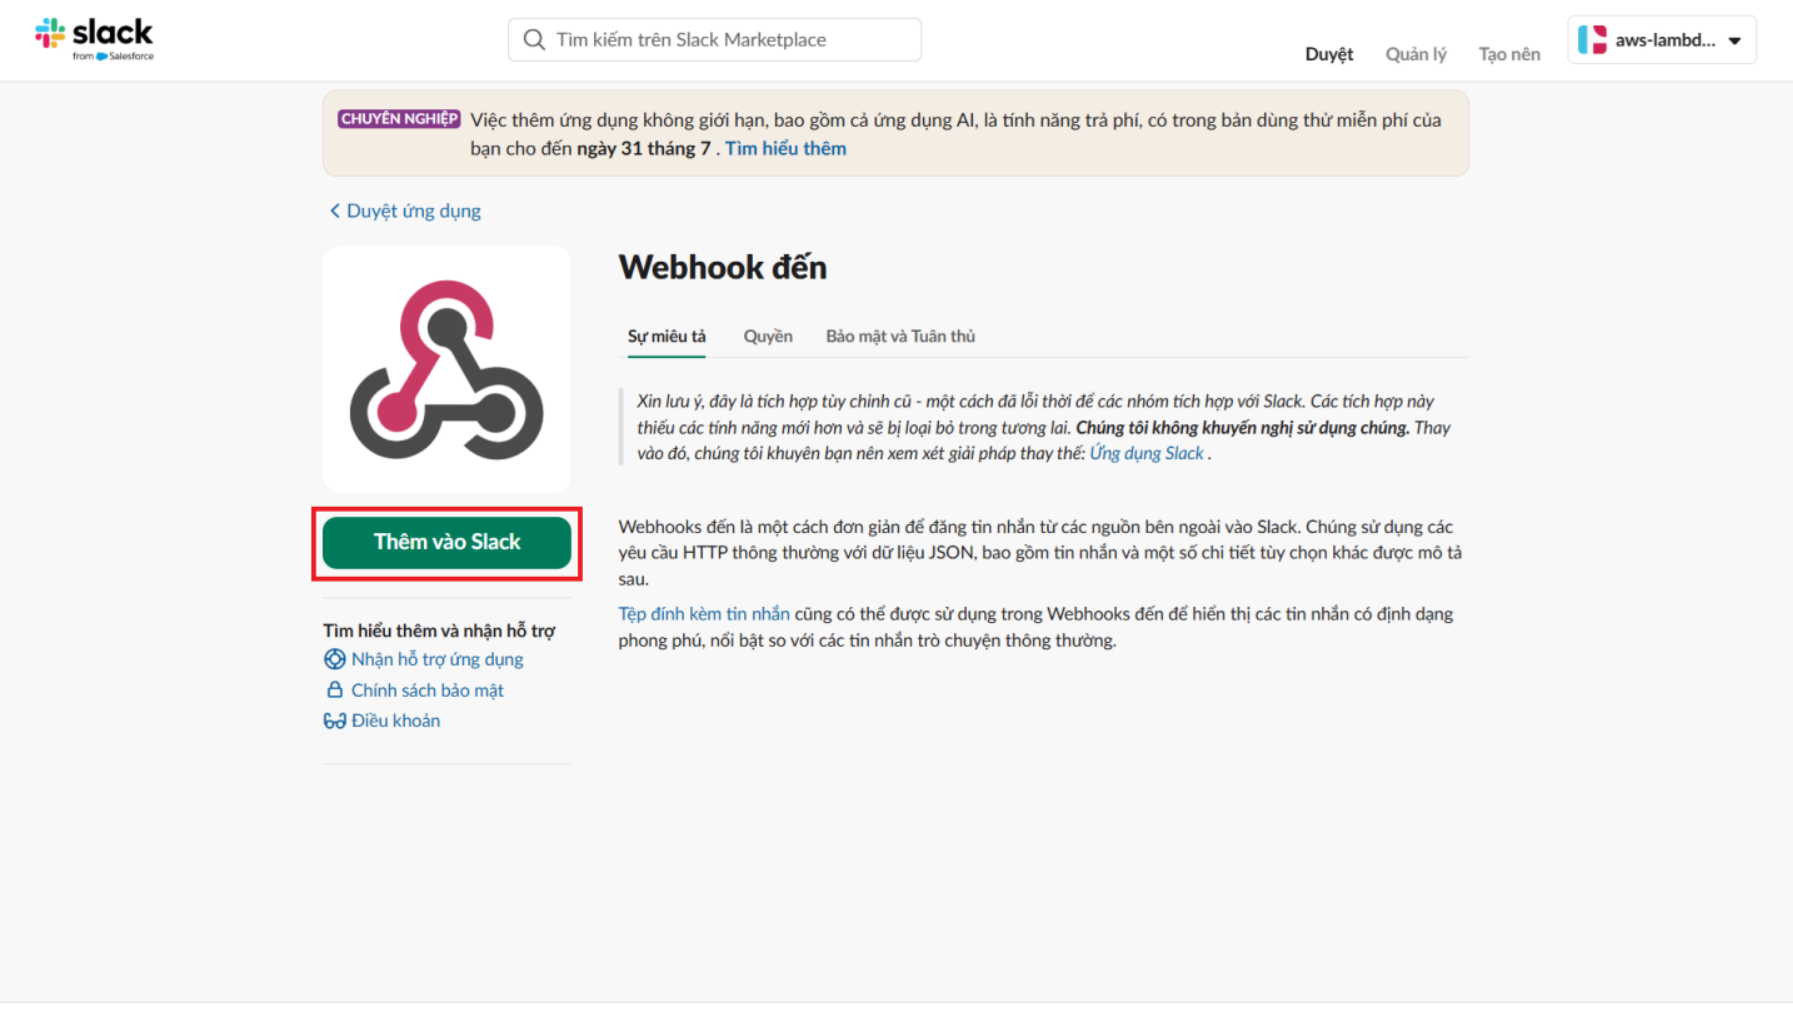 slack
from Salesforce
Tìm kiếm trên Slack Marketplace
Duyệt
Quản lý
Tạo nên
aws-lambd...
CHUYÊN NGHIỆP
Việc thêm ứng dụng không giới hạn, bao gồm cả ứng dụng AI, là tính năng trả phí, có trong bản dùng thử miễn phí của
bạn cho đến ngày 31 tháng 7 . Tìm hiểu thêm
Duyệt ứng dụng
Webhook đến
Sự miêu tả
Quyền
Bảo mật và Tuân thủ
Xin lưu ý, đây là tích hợp tùy chỉnh cũ - một cách đã lỗi thời để các nhóm tích hợp với Slack. Các tích hợp này
thiếu các tính năng mới hơn và sẽ bị loại bỏ trong tương lai. Chúng tôi không khuyến nghị sử dụng chúng. Thay
vào đó, chúng tôi khuyên bạn nên xem xét giải pháp thay thế: Ứng dụng Slack .
Thêm vào Slack
Webhooks đến là một cách đơn giản để đăng tin nhắn từ các nguồn bên ngoài vào Slack. Chúng sử dụng các
yêu cầu HTTP thông thường với dữ liệu JSON, bao gồm tin nhắn và một số chi tiết tùy chọn khác được mô tả
sau.
Tệp đính kèm tin nhắn cũng có thể được sử dụng trong Webhooks đến để hiển thị các tin nhắn có định dạng
phong phú, nổi bật so với các tin nhắn trò chuyện thông thường.
Tìm hiểu thêm và nhận hỗ trợ
Nhận hỗ trợ ứng dụng
Chính sách bảo mật
Điều khoản